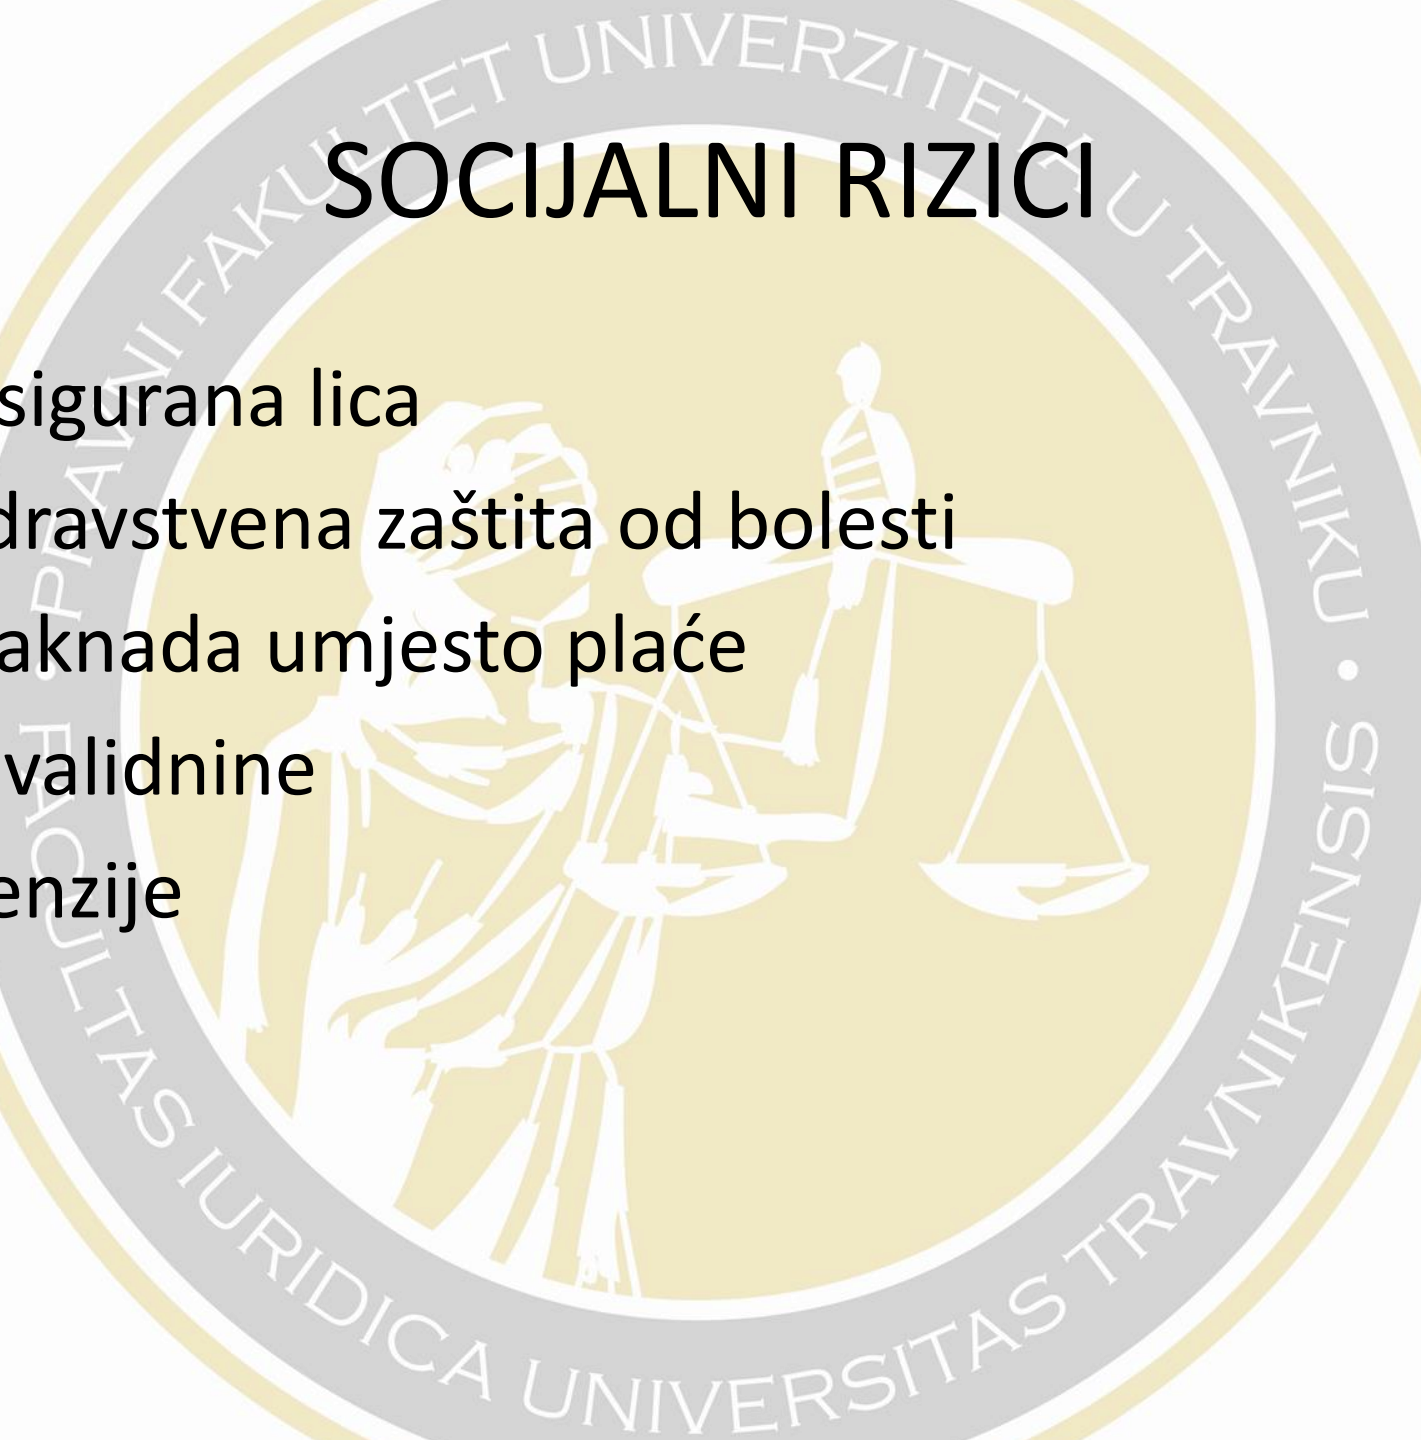 PRAVNI FAKULTET UNIVERZITETA U TRAVNIKU
SOCIJALNI RIZICI
sigurana lica
dravstvena zaštita od bolesti
aknada umjesto plaće
validnine
enzije
FACULTAS IURIDICA UNIVERSITAS TRAVNIKENSIS